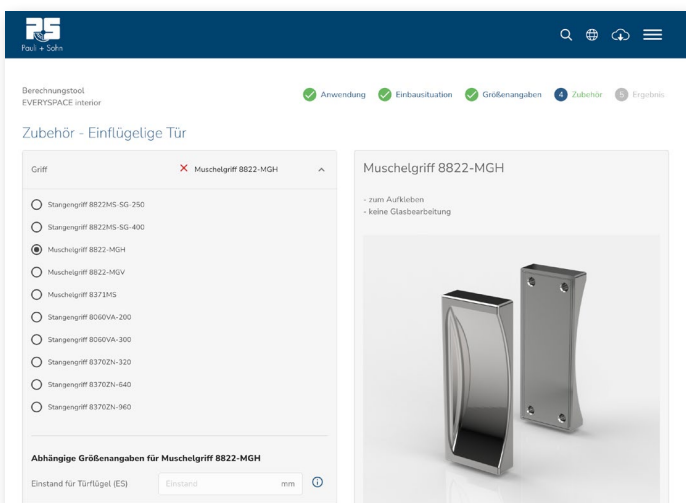 PS
Pauli + Sohn
Berechnungstool
EVERYSPACE interior
Anwendung
Einbausituation
Größenangaben
4 Zubehör
5 Ergebnis
Zubehör - Einflügelige Tür
Griff
Muschelgriff 8822-MGH
Stangengriff 8822MS-SG-250
Stangengriff 8822MS-SG-400
Muschelgriff 8822-MGH
Muschelgriff 8822-MGV
Muschelgriff 8371MS
Stangengriff 8060VA-200
Stangengriff 8060VA-300
Stangengriff 8370ZN-320
Stangengriff 8370ZN-640
Stangengriff 8370ZN-960
Abhängige Größenangaben für Muschelgriff 8822-MGH
Einstand für Türflügel (ES)
Einstand
mm
Muschelgriff 8822-MGH
- zum Aufkleben
- keine Glasbearbeitung